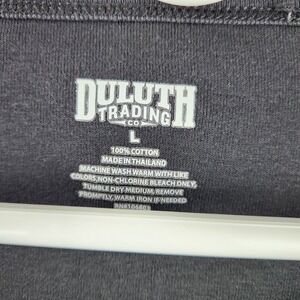 DULUTH
TRADING
CO
L
100% COTTON
MADE IN THAILAND
MACHINE WASH WARM WITH LIKE
COLORS, NON-CHLORINE BLEACH ONLY,
TUMBLE DRY-MEDIUM, REMOVE
PROMPTLY, WARM IRON IF NEEDED